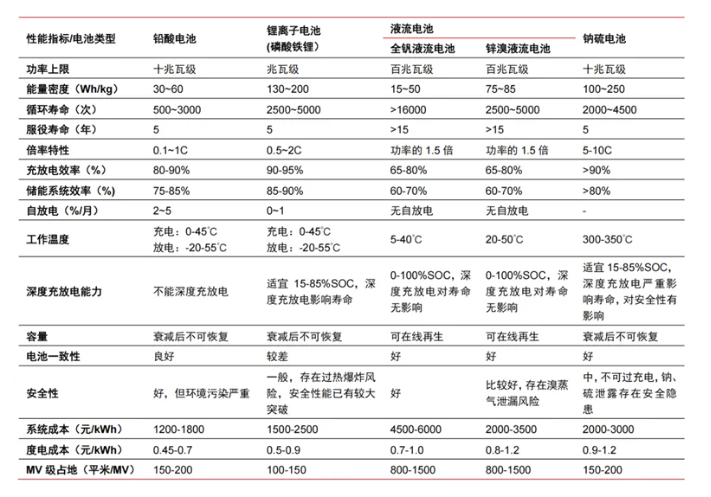 性能指标/电池类型 铅酸电池 锂离子电池(磷酸铁锂) 液流电池 钠硫电池
全钒液流电池 锌溴液流电池
功率上限 十兆瓦级 兆瓦级 百兆瓦级 百兆瓦级 十兆瓦级
能量密度(Wh/kg) 30~60 130~200 15~50 75~85 100~250
循环寿命(次) 500~3000 2500~5000 >16000 2500~5000 2000~4500
服役寿命(年) 5 5 >15 >15 5
倍率特性 0.1~1C 0.5~2C 功率的 1.5 倍 功率的 1.5 倍 5-10C
充放电效率(%) 80-90% 90-95% 65-80% 65-80% >90%
储能系统效率(%) 75-85% 85-90% 60-70% 60-70% >80%
自放电(%/月) 2~5 0~1 无自放电 无自放电 -
工作温度 充电:0-45℃ 放电:-20-55℃ 充电:0-45℃ 放电:-20-55℃ 5-40℃ 20-50℃ 300-350℃
深度充放电能力 不能深度充放电 适宜 15-85%SOC,深度充放电影响寿命 0-100%SOC,深度充放电对寿命无影响 0-100%SOC,深度充放电对寿命无影响 适宜 15-85%SOC,深度充放电严重影响寿命,对安全性有影响
容量 衰减后不可恢复 衰减后不可恢复 可在线再生 可在线再生 衰减后不可恢复
电池一致性 良好 较差 好 好 好
安全性 好,但环境污染严重 一般,存在过热爆炸风险,安全性能已有较大突破 好 比较好,存在溴蒸气泄漏风险 中,不可过充电,钠、硫泄露存在安全隐患
系统成本(元/kWh) 1200-1800 1500-2500 4500-6000 2000-3500 2000-3000
度电成本(元/kWh) 0.45-0.7 0.5-0.9 0.7-1.0 0.8-1.2 0.9-1.2
MV 级占地(平米/MV) 150-200 100-150 800-1500 800-1500 150-200